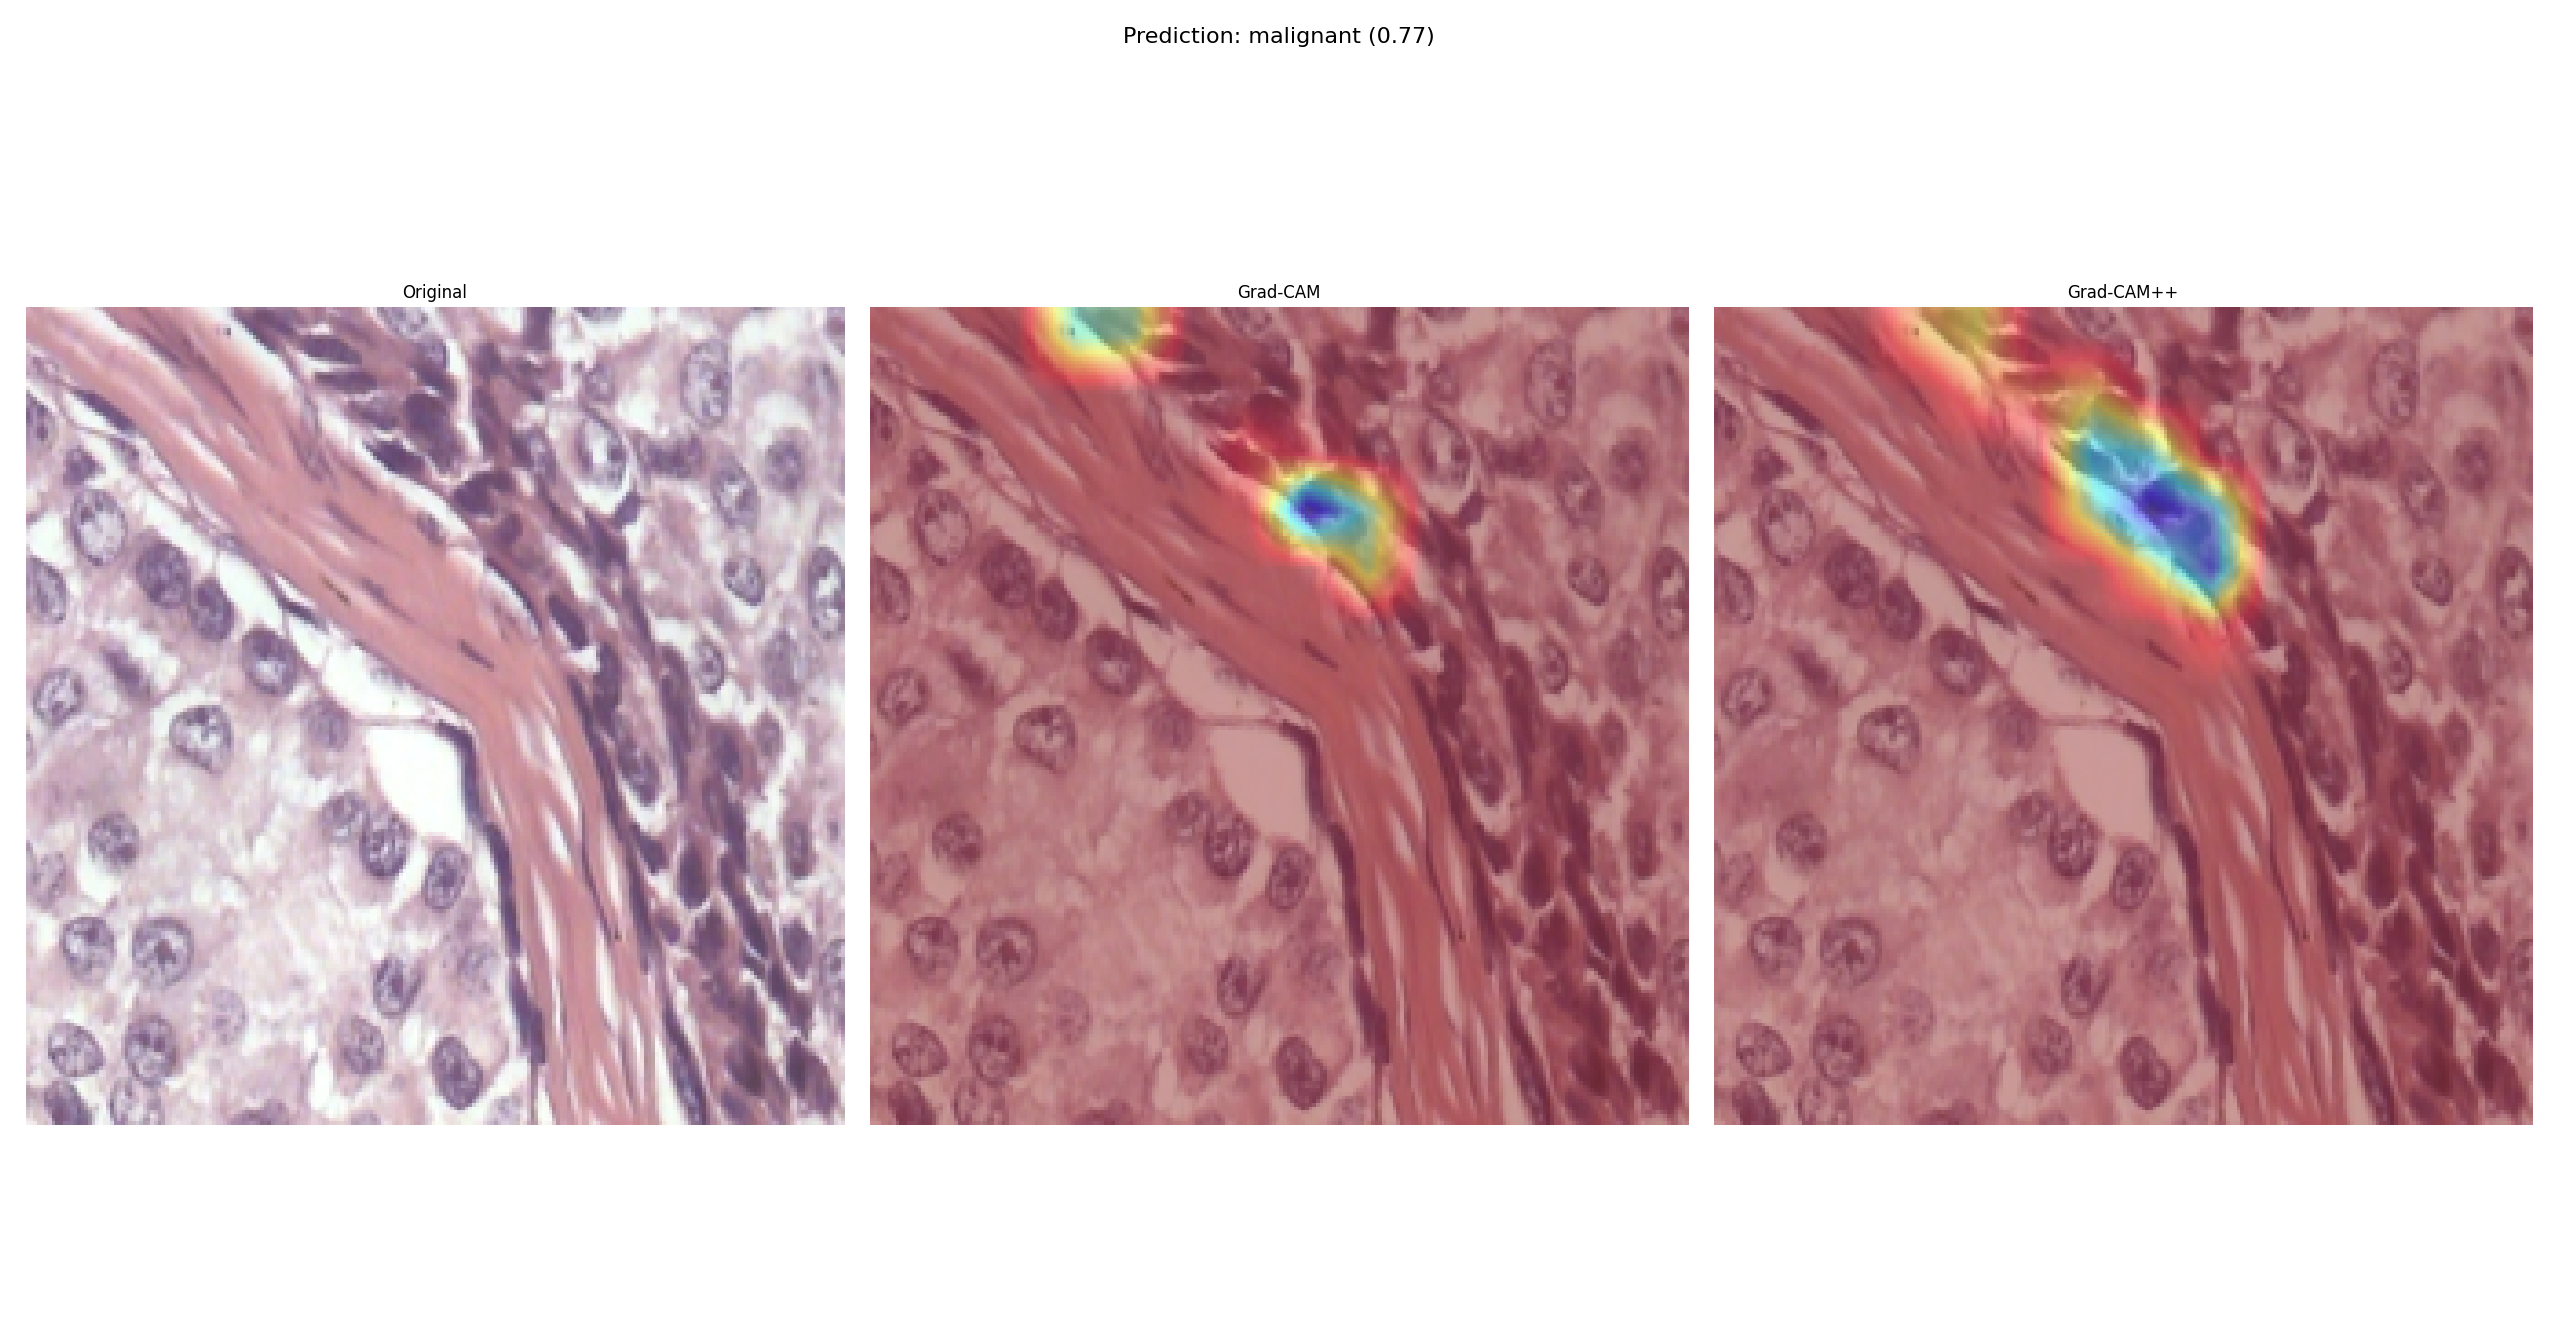 Prediction: malignant (0.77)
Original
Grad-CAM
Grad-CAM++